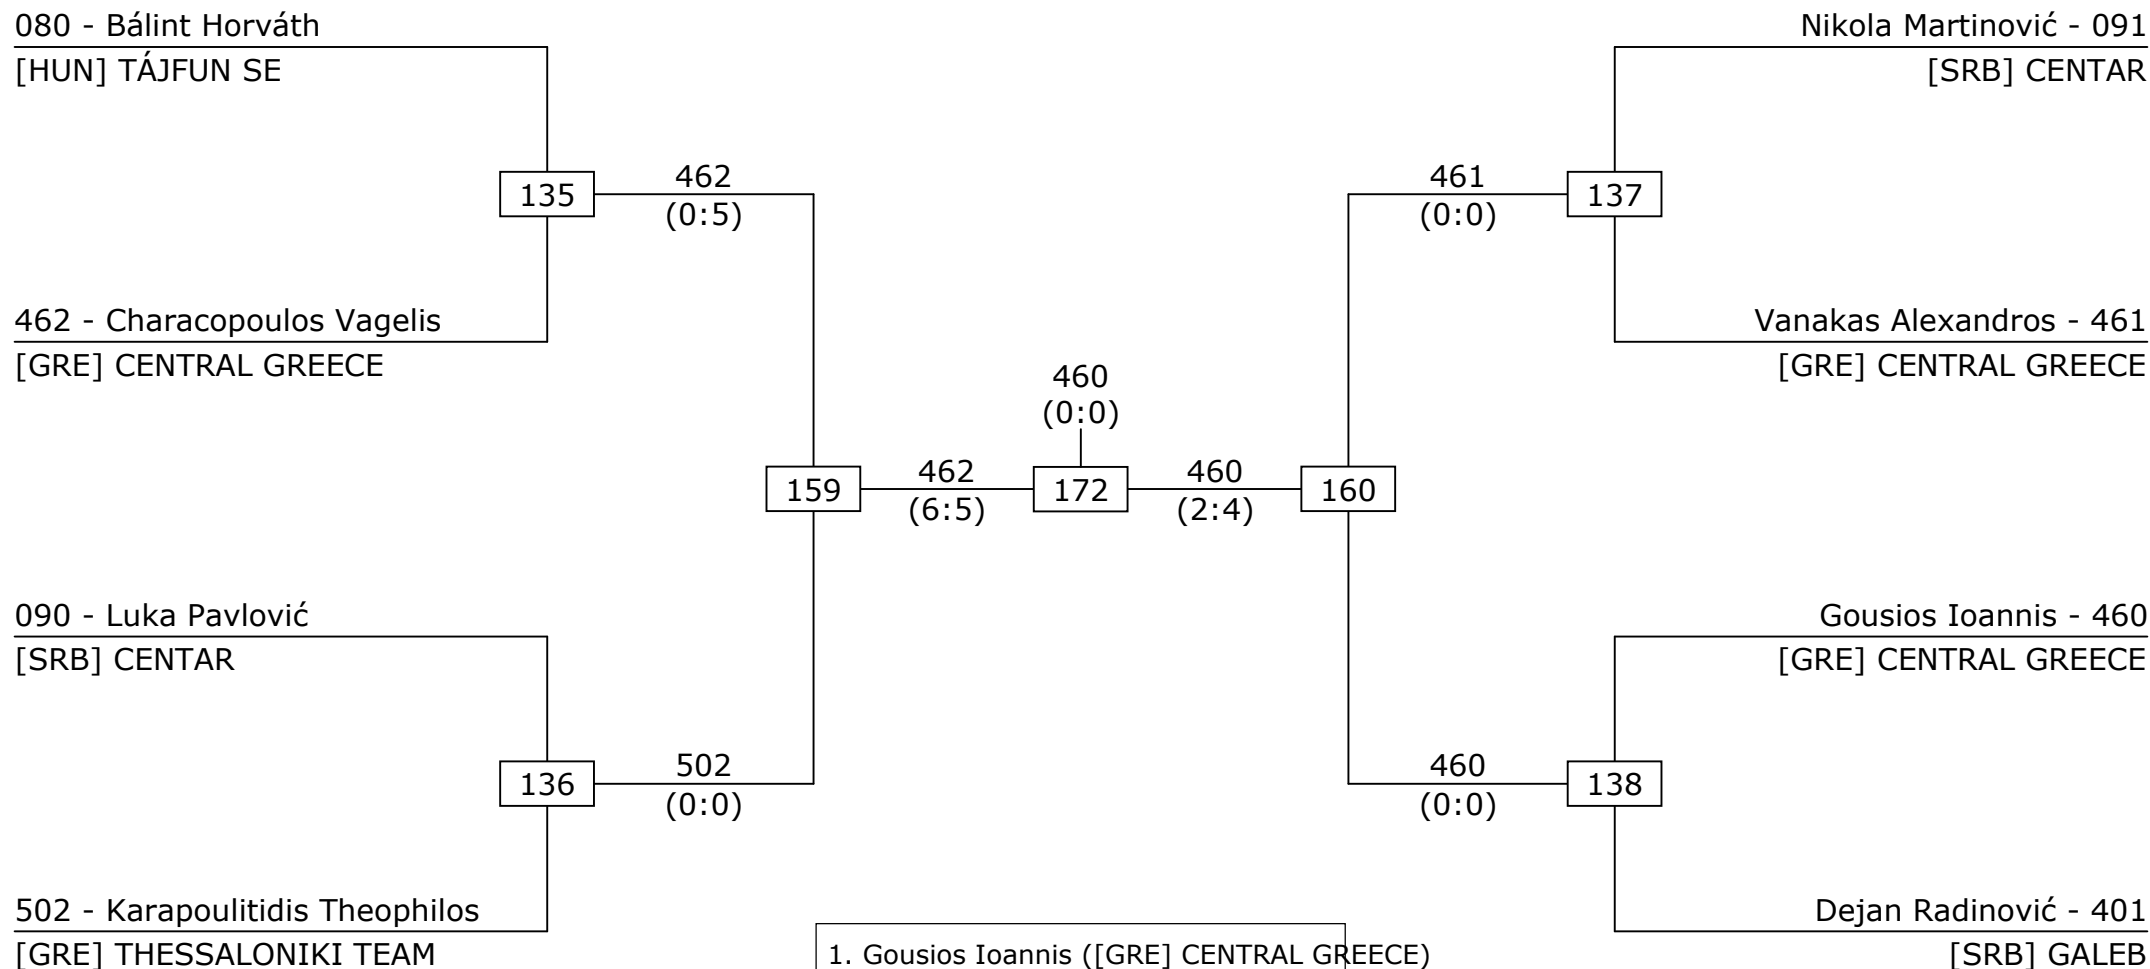 080 - Bálint Horváth
[HUN] TÁJFUN SE
Nikola Martinović - 091
[SRB] CENTAR
135
462
(0:5)
461
(0:0)
137
462 - Characopoulos Vagelis
[GRE] CENTRAL GREECE
Vanakas Alexandros - 461
[GRE] CENTRAL GREECE
460
(0:0)
159
462
(6:5)
172
460
(2:4)
160
090 - Luka Pavlović
[SRB] CENTAR
Gousios Ioannis - 460
[GRE] CENTRAL GREECE
136
502
(0:0)
460
(0:0)
138
502 - Karapoulitidis Theophilos
[GRE] THESSALONIKI TEAM
Dejan Radinović - 401
[SRB] GALEB
1. Gousios Ioannis ([GRE] CENTRAL GREECE)